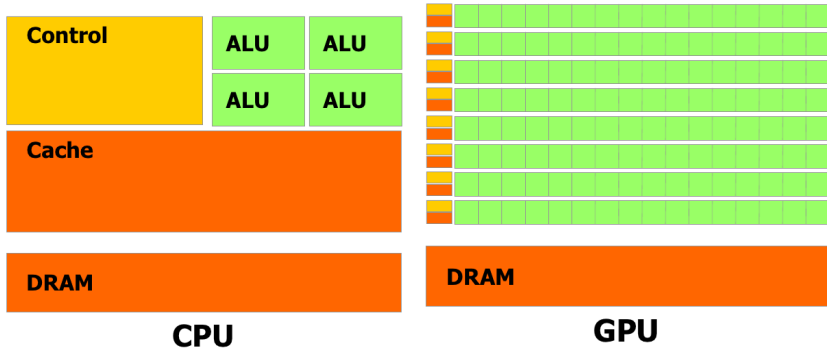 Control
ALU
ALU
ALU
ALU
Cache
DRAM
CPU
DRAM
GPU